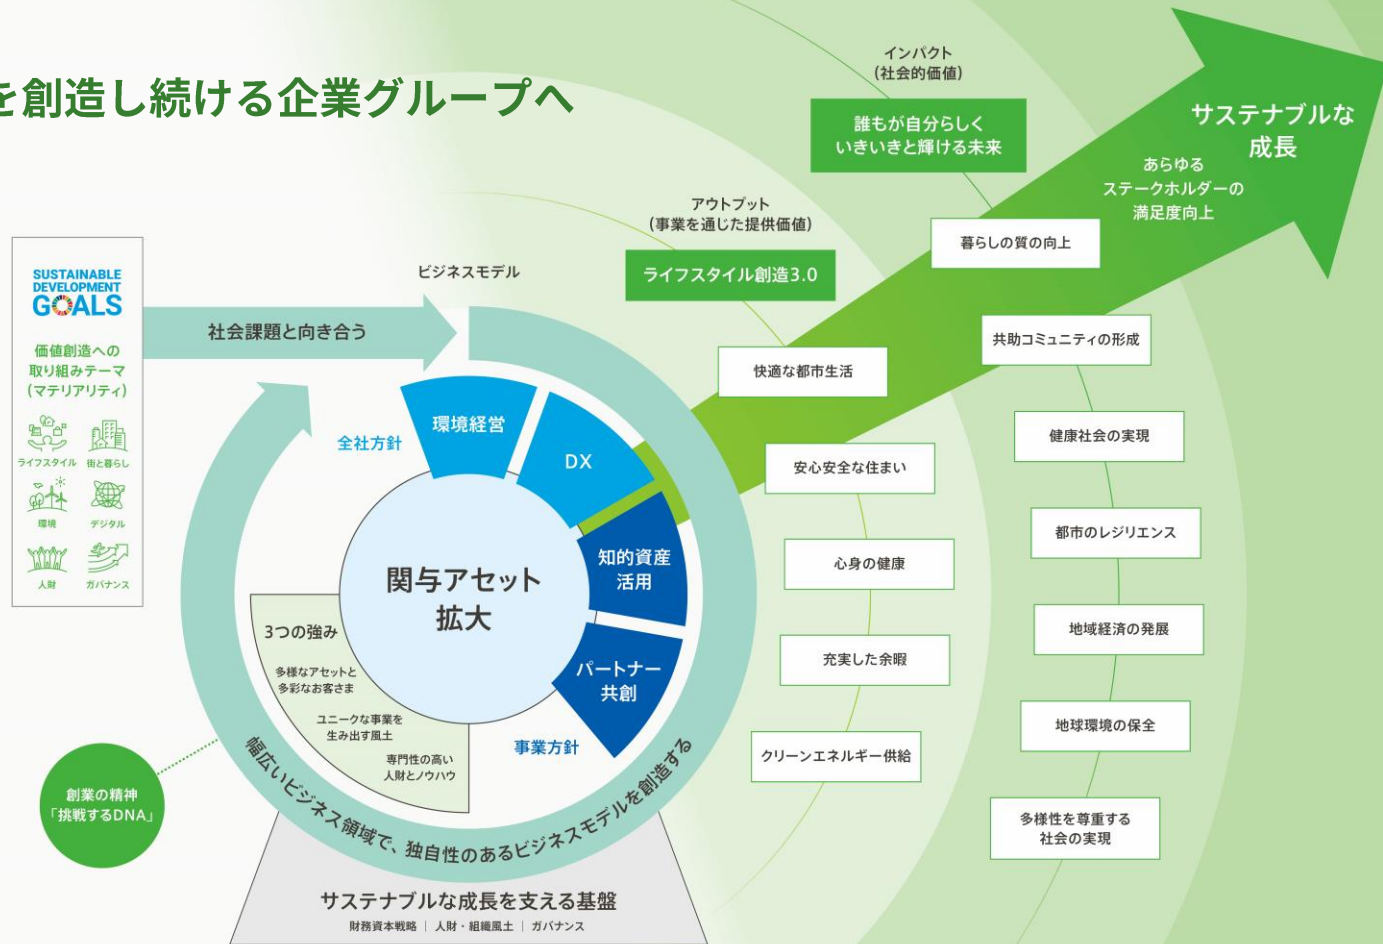 を創造し続ける企業グループへ
SUSTAINABLE
DEVELOPMENT
GOALS
価値創造への
取り組みテーマ
(マテリアリティ)
ライフスタイル
街と暮らし
環境
デジタル
人財
ガバナンス
社会課題と向き合う
ビジネスモデル
全社方針
環境経営
DX
知的資産
活用
パートナー
共創
事業方針
関与アセット
拡大
3つの強み
多様なアセットと
多彩なお客さま
ユニークな事業を
生み出す風土
専門性の高い
人財とノウハウ
幅広いビジネス領域で、独自性のあるビジネスモデルを創造する
創業の精神
「挑戦するDNA」
サステナブルな成長を支える基盤
財務資本戦略 | 人財・組織風土 | ガバナンス
アウトプット
(事業を通じた提供価値)
ライフスタイル創造3.0
快適な都市生活
安心安全な住まい
心身の健康
充実した余暇
クリーンエネルギー供給
インパクト
(社会的価値)
誰もが自分らしく
いきいきと輝ける未来
暮らしの質の向上
共助コミュニティの形成
健康社会の実現
都市のレジリエンス
地域経済の発展
地球環境の保全
多様性を尊重する
社会の実現
あらゆる
ステークホルダーの
満足度向上
サステナブルな
成長